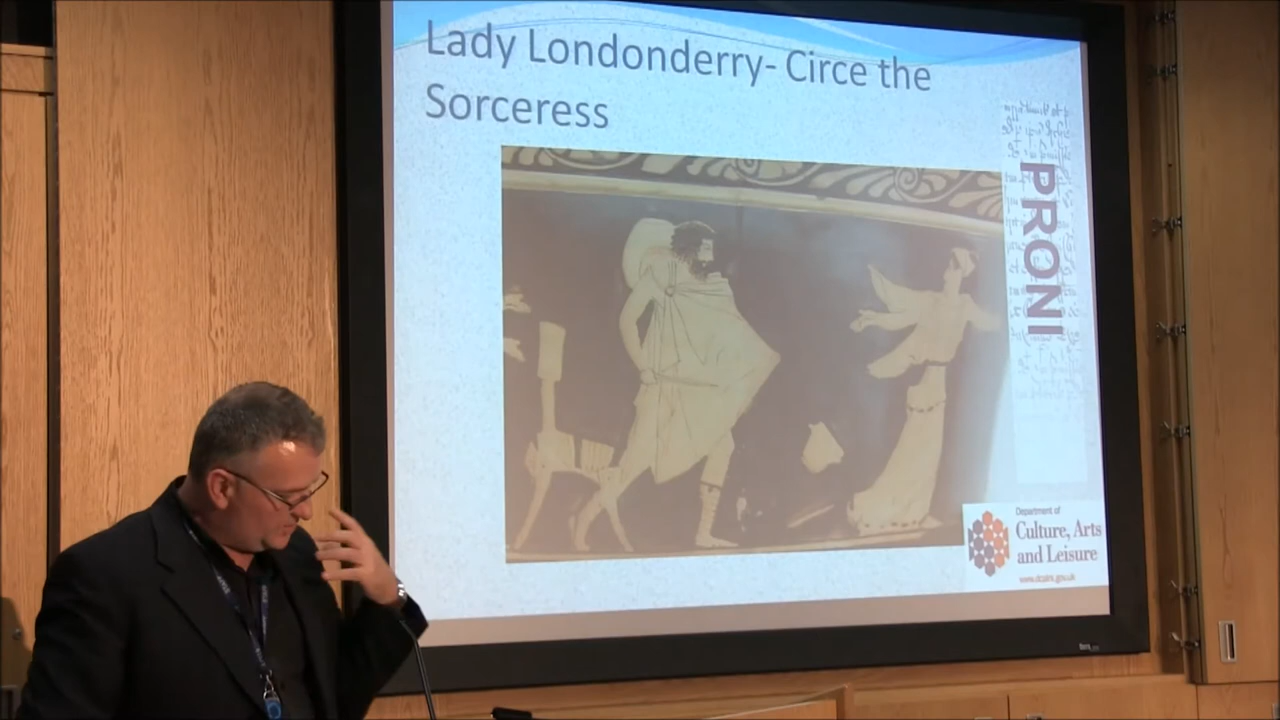 Lady Londonderry- Circe the
Sorceress
PRONI
Department of
Culture, Arts
and Leisure
www.dcalni.gov.uk